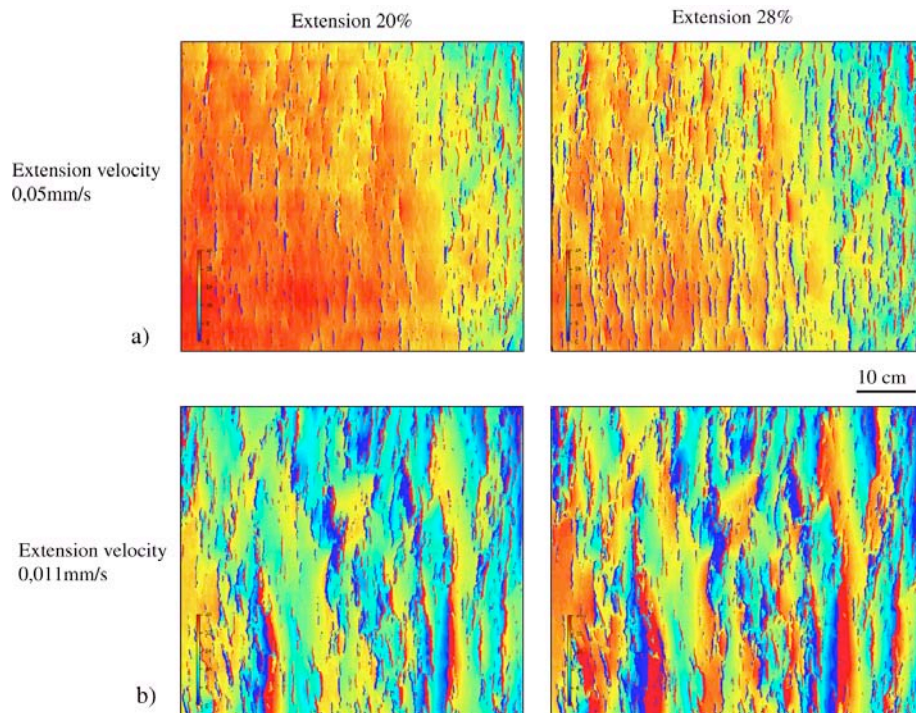 Extension 20%
Extension 28%
Extension velocity
0,05mm/s
a)
10 cm
Extension velocity
0,011mm/s
b)